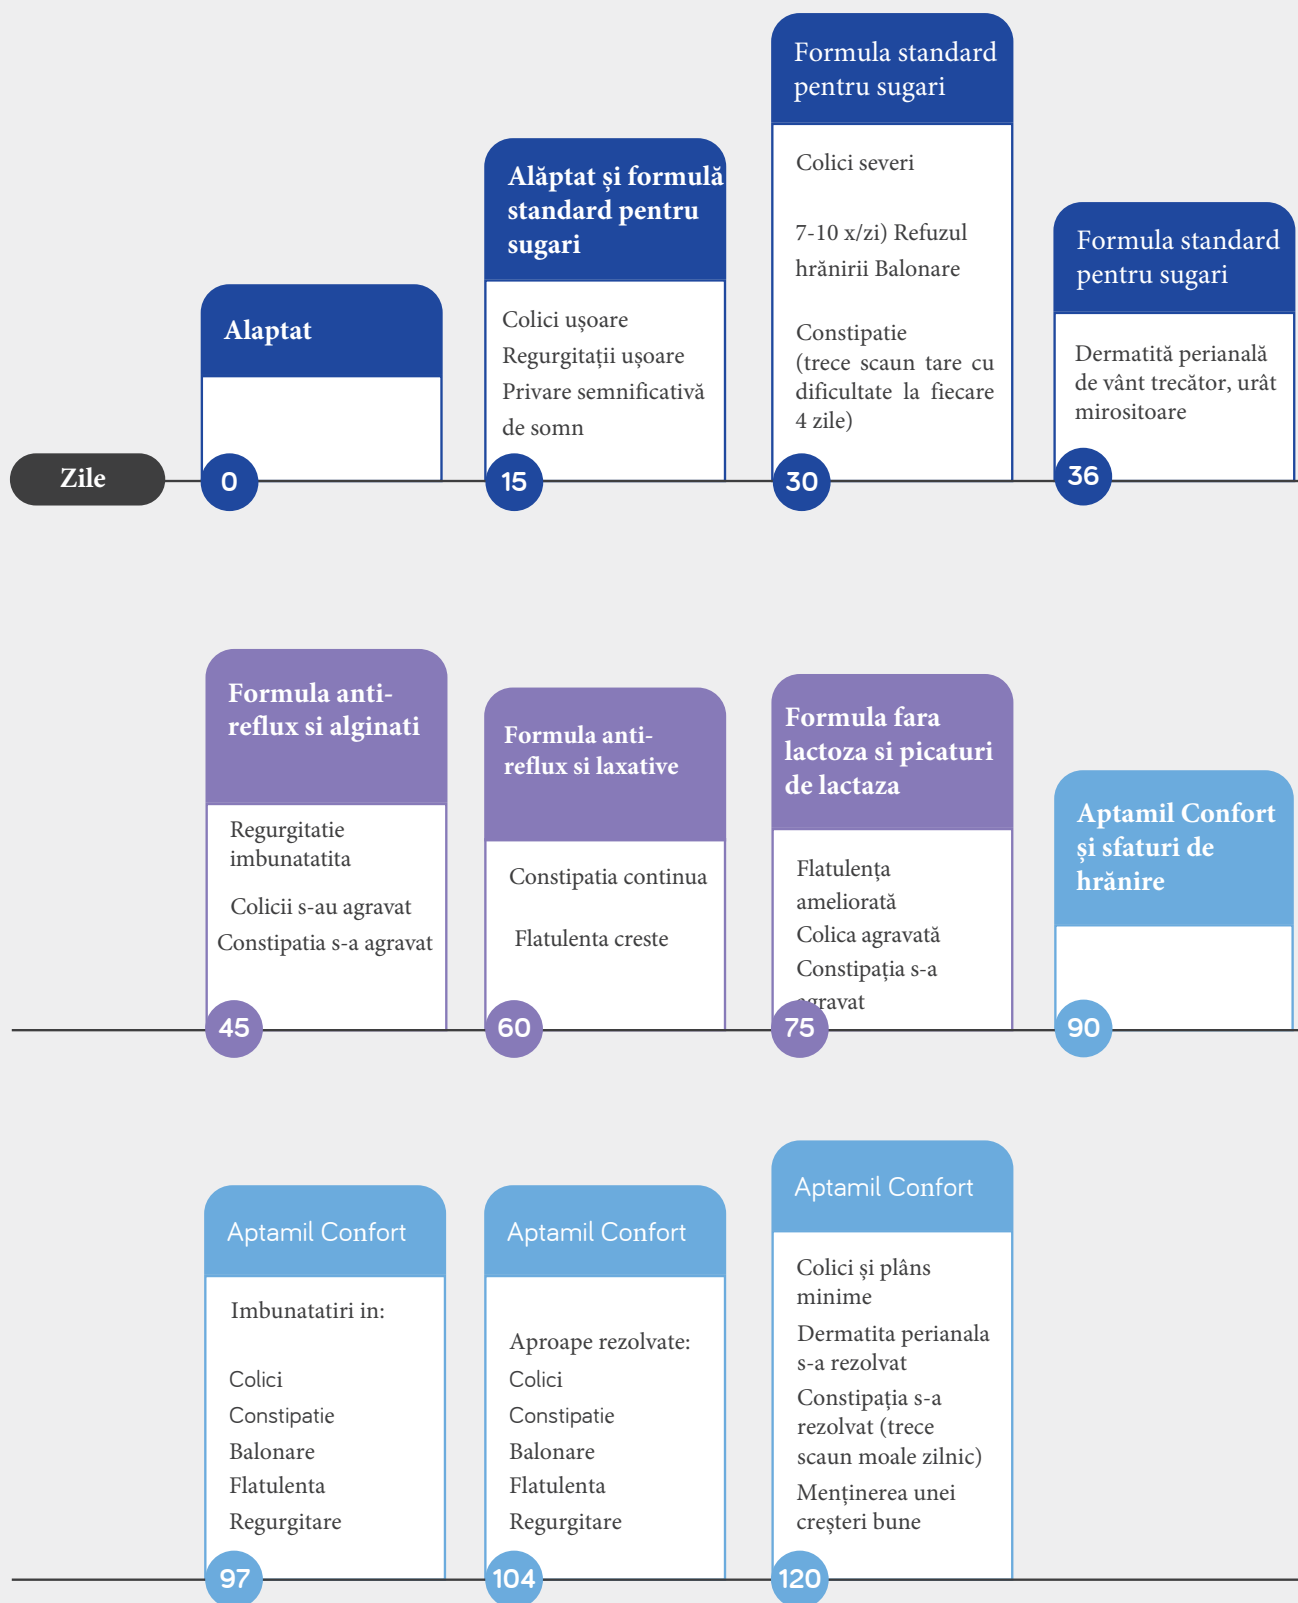 Alaptat
Zile
0
Alăptat și formulă
standard pentru
sugari
Colici ușoare
Regurgitații ușoare
Privare semnificativă
de somn
15
Formula standard
pentru sugari
Colici severi
7-10 x/zi) Refuzul
hrănirii Balonare
Constipatie
(trece scaun tare cu
dificultate la fiecare
4 zile)
30
Formula standard
pentru sugari
Dermatită perianală
de vânt trecător, urât
mirositoare
36
Formula anti-
reflux si alginati
Regurgitatie
imbunatatita
Colicii s-au agravat
Constipatia s-a agravat
45
Formula anti-
reflux si laxative
Constipatia continua
Flatulenta creste
60
Formula fara
lactoza si picaturi
de lactaza
Flatulența
ameliorată
Colica agravată
Constipația s-a
agravat
75
Aptamil Confort
și sfaturi de
hrănire
90
Aptamil Confort
Imbunatatiri in:
Colici
Constipatie
Balonare
Flatulenta
Regurgitare
97
Aptamil Confort
Aproape rezolvate:
Colici
Constipatie
Balonare
Flatulenta
Regurgitare
104
Aptamil Confort
Colici și plâns
minime
Dermatita perianala
s-a rezolvat
Constipația s-a
rezolvat (trece
scaun moale zilnic)
Menținerea unei
creșteri bune
120